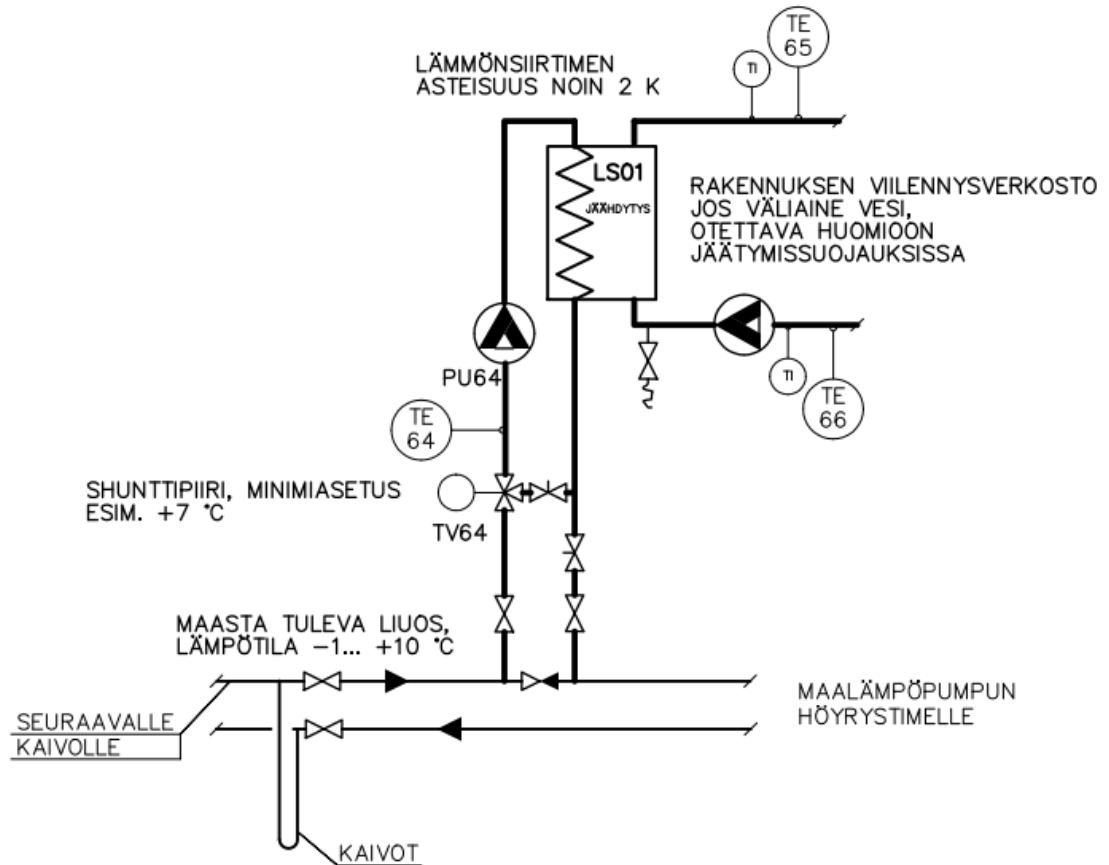 TE
65
TI
LÄMMÖNSIIRTIMEN
ASTEISUUS NOIN 2 K
LS01
JÄÄHDYTYS
RAKENNUKSEN VIILENNYSVERKOSTO
JOS VÄLIAINE VESI,
OTETTAVA HUOMIOON
JÄÄTYMISSUOJAUKSISSA
PU64
TI
TE
66
TE
64
SHUNTTIPIIRI, MINIMIASETUS
ESIM. +7 °C
TV64
MAASTA TULEVA LIUOS,
LÄMPÖTILA -1... +10 °C
SEURAAVALLE
KAIVOLLE
MAALÄMPÖPUMPUN
HÖYRYSTIMELLE
KAIVOT